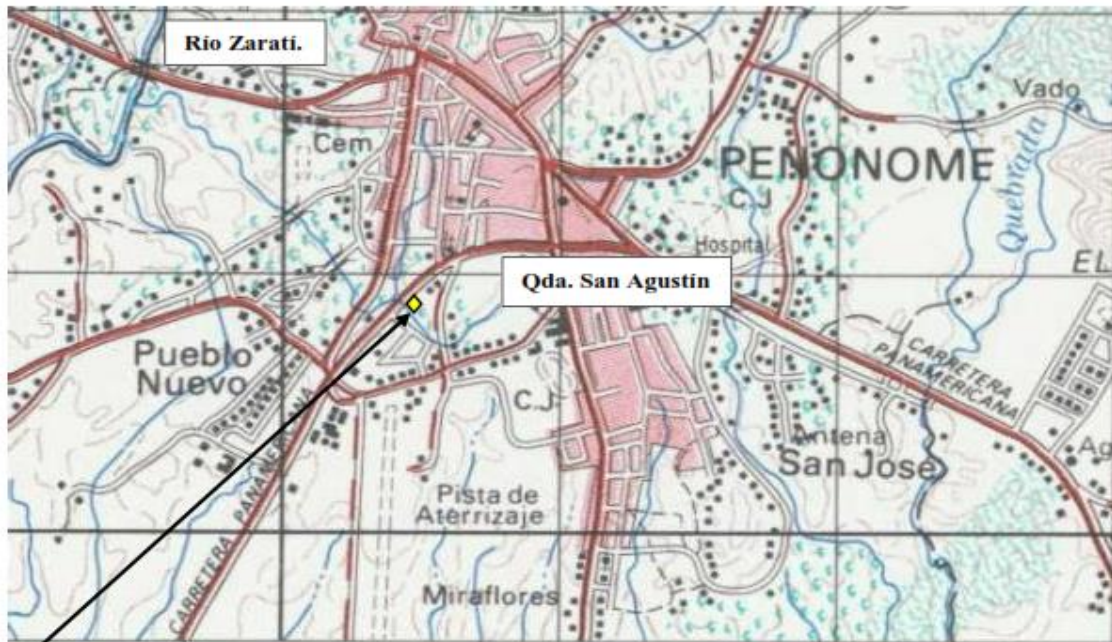 Río Zaratí.
Vado
Cem
PENONOME
C.J
Quebrada
Hospital
EL
Qda. San Agustín
Pueblo
Nuevo
CARRETERA
PANAMERICANA
C.J
Antena
San José
Ag
Pista de
Aterrizaje
Miraflores
CARRETERA PANAMERICANA